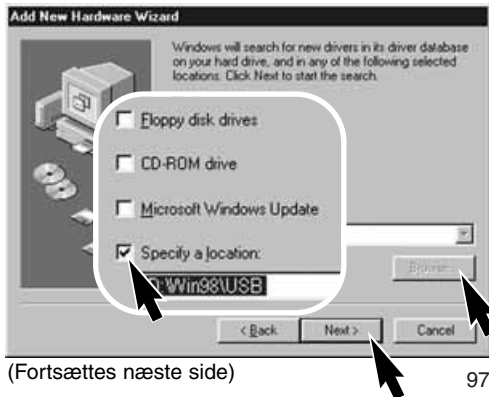 Add New Hardware Wizard
Windows will search for new drivers in its driver database
on your hard drive, and in any of the following selected
locations. Click Next to start the search.
Floppy disk drives
CD-ROM drive
Microsoft Windows Update
Specify a location:
:\Win98\USB
Browse...
< Back Next > Cancel
(Fortsættes næste side) 97